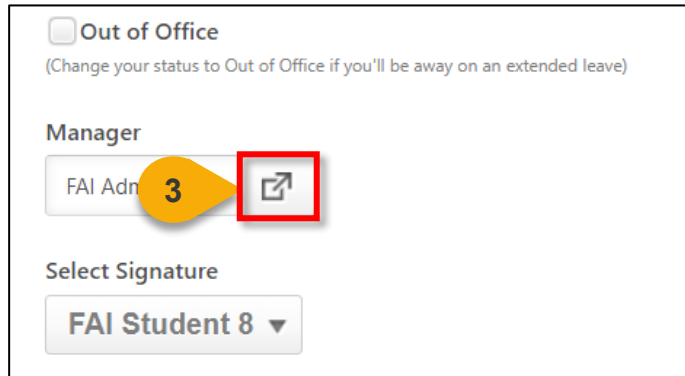 Out of Office
(Change your status to Out of Office if you'll be away on an extended leave)
Manager
FAI Adm 3
Select Signature
FAI Student 8